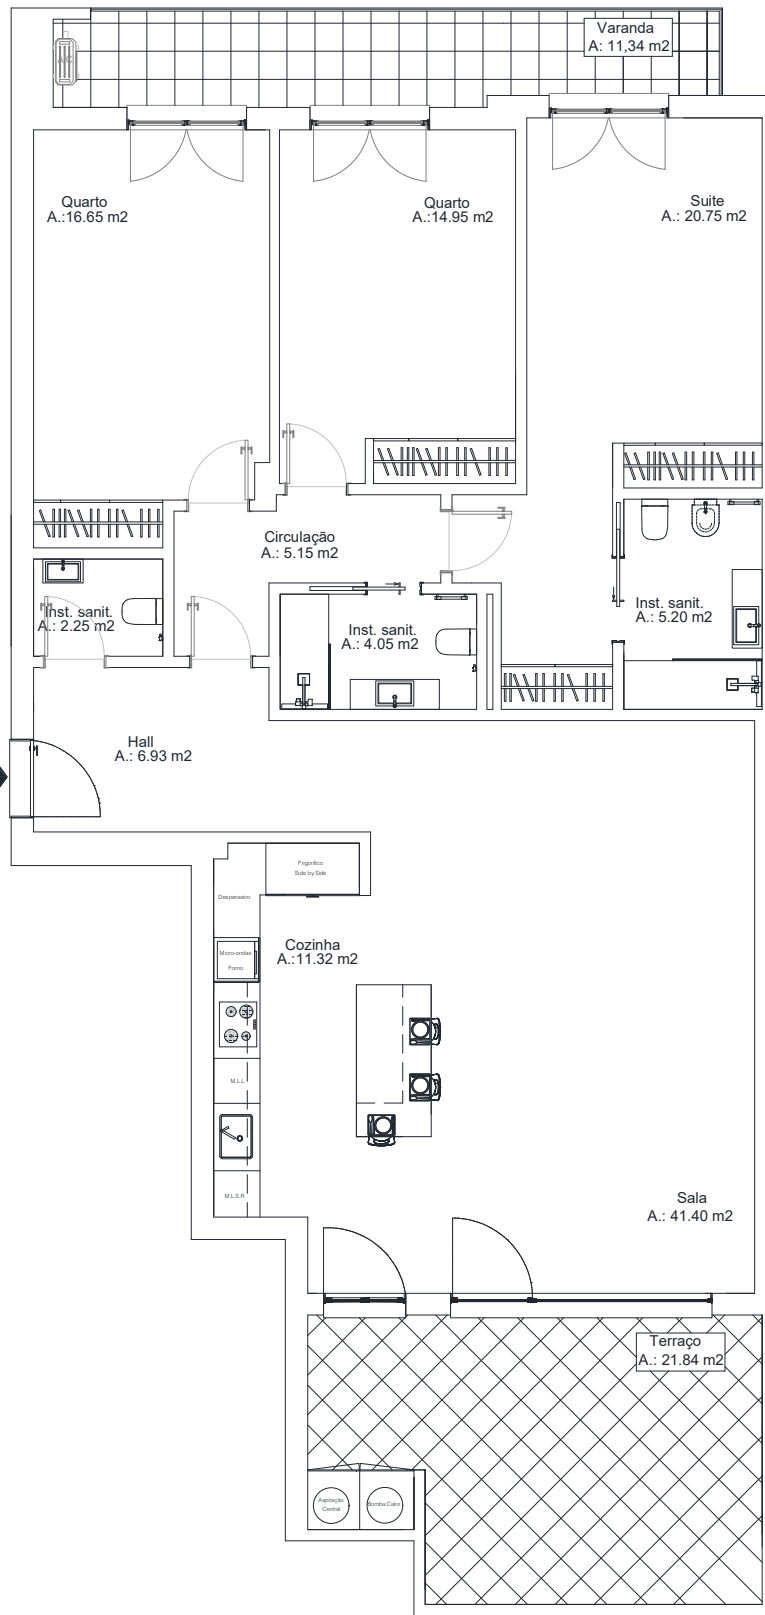 Varanda
A: 11,34 m2
A/C
Quarto
A.:16.65 m2
Quarto
A.:14.95 m2
Suite
A.: 20.75 m2
Circulação
A.: 5.15 m2
Inst. sanit.
A.: 2.25 m2
Inst. sanit.
A.: 4.05 m2
Inst. sanit.
A.: 5.20 m2
Hall
A.: 6.93 m2
Frigorífico
Side by Side
Despenseiro
Micro-ondas
Forno
Cozinha
A.:11.32 m2
M.L.L
M.L.S.R
Sala
A.: 41.40 m2
Terraço
A.: 21.84 m2
Aspiração
Central
Bomba Calor